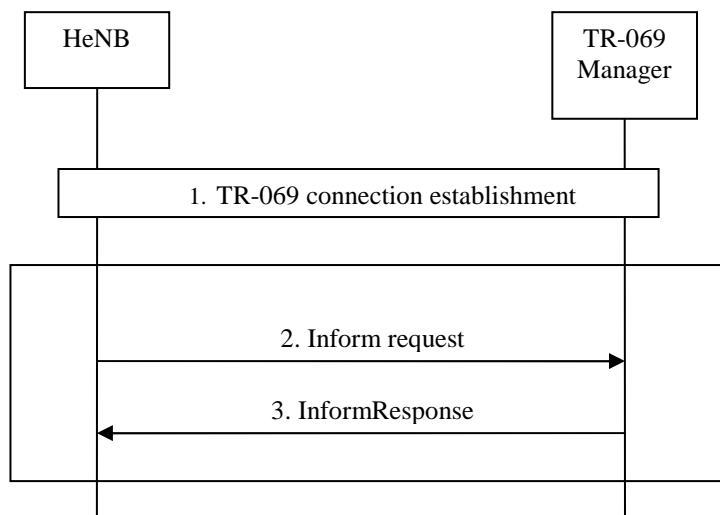 HeNB
TR-069
Manager
1. TR-069 connection establishment
2. Inform request
3. InformResponse